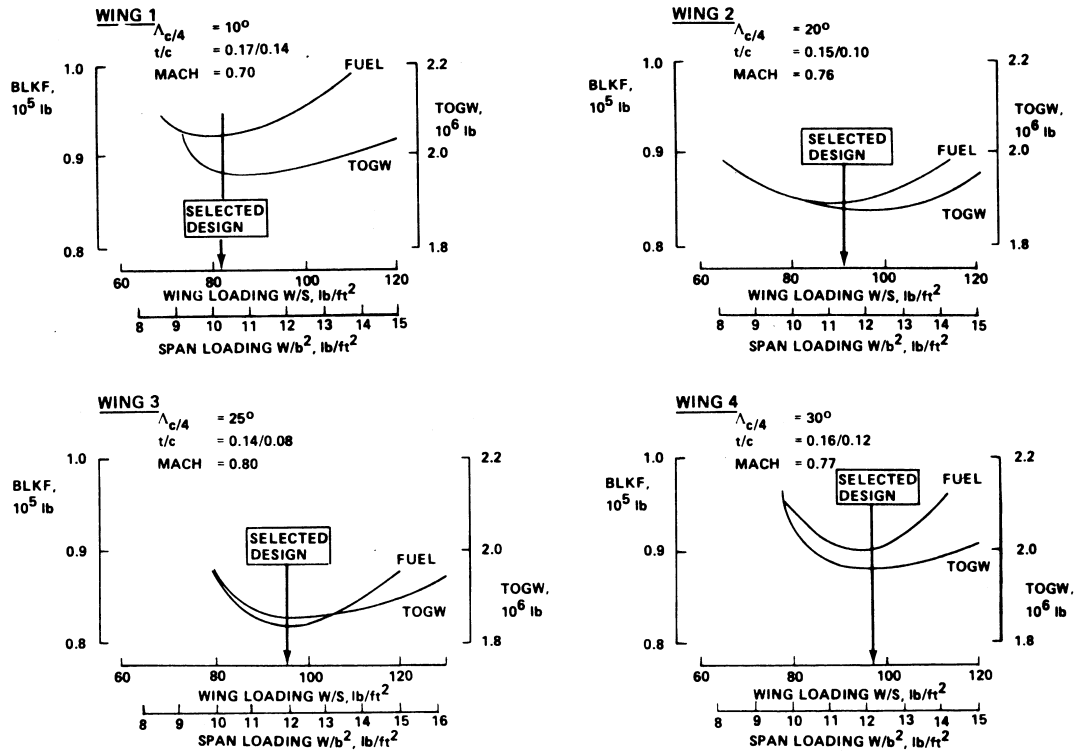 WING 1
Λc/4 = 10°
t/c = 0.17/0.14
MACH = 0.70
BLKF,
10⁵ lb
1.0
0.9
0.8
FUEL
TOGW
2.2
2.0
1.8
TOGW,
10⁶ lb
SELECTED
DESIGN
60 80 100 120
WING LOADING W/S, lb/ft²
8 9 10 11 12 13 14 15
SPAN LOADING W/b², lb/ft²
WING 2
Λc/4 = 20°
t/c = 0.15/0.10
MACH = 0.76
BLKF,
10⁵ lb
1.0
0.9
0.8
SELECTED
DESIGN
FUEL
TOGW
2.2
2.0
1.8
TOGW,
10⁶ lb
60 80 100 120
WING LOADING W/S, lb/ft²
8 9 10 11 12 13 14 15
SPAN LOADING W/b², lb/ft²
WING 3
Λc/4 = 25°
t/c = 0.14/0.08
MACH = 0.80
BLKF,
10⁵ lb
1.0
0.9
0.8
SELECTED
DESIGN
FUEL
TOGW
2.2
2.0
1.8
TOGW,
10⁶ lb
60 80 100 120
WING LOADING W/S, lb/ft²
8 9 10 11 12 13 14 15 16
SPAN LOADING W/b², lb/ft²
WING 4
Λc/4 = 30°
t/c = 0.16/0.12
MACH = 0.77
BLKF,
10⁵ lb
1.0
0.9
0.8
SELECTED
DESIGN
FUEL
TOGW
2.2
2.0
1.8
TOGW,
10⁶ lb
60 80 100 120
WING LOADING W/S, lb/ft²
8 9 10 11 12 13 14 15
SPAN LOADING W/b², lb/ft²